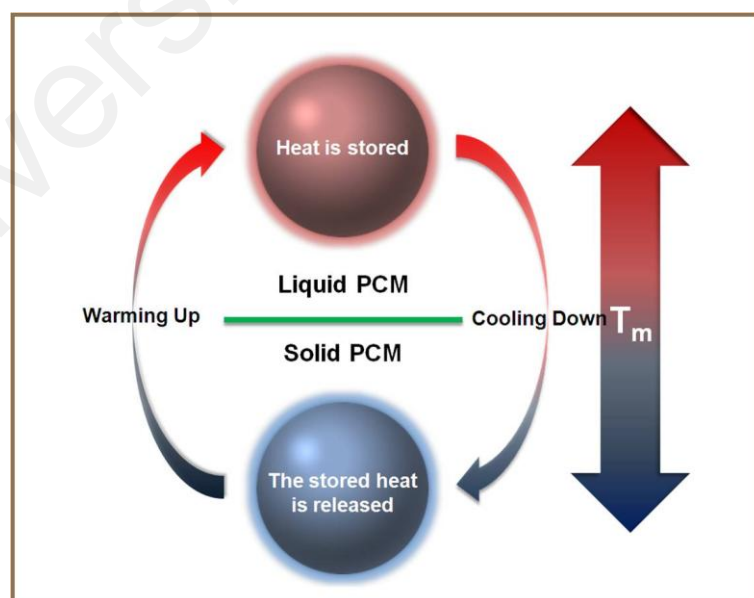 Heat is stored
Liquid PCM
Warming Up
Cooling Down
T_m
Solid PCM
The stored heat
is released